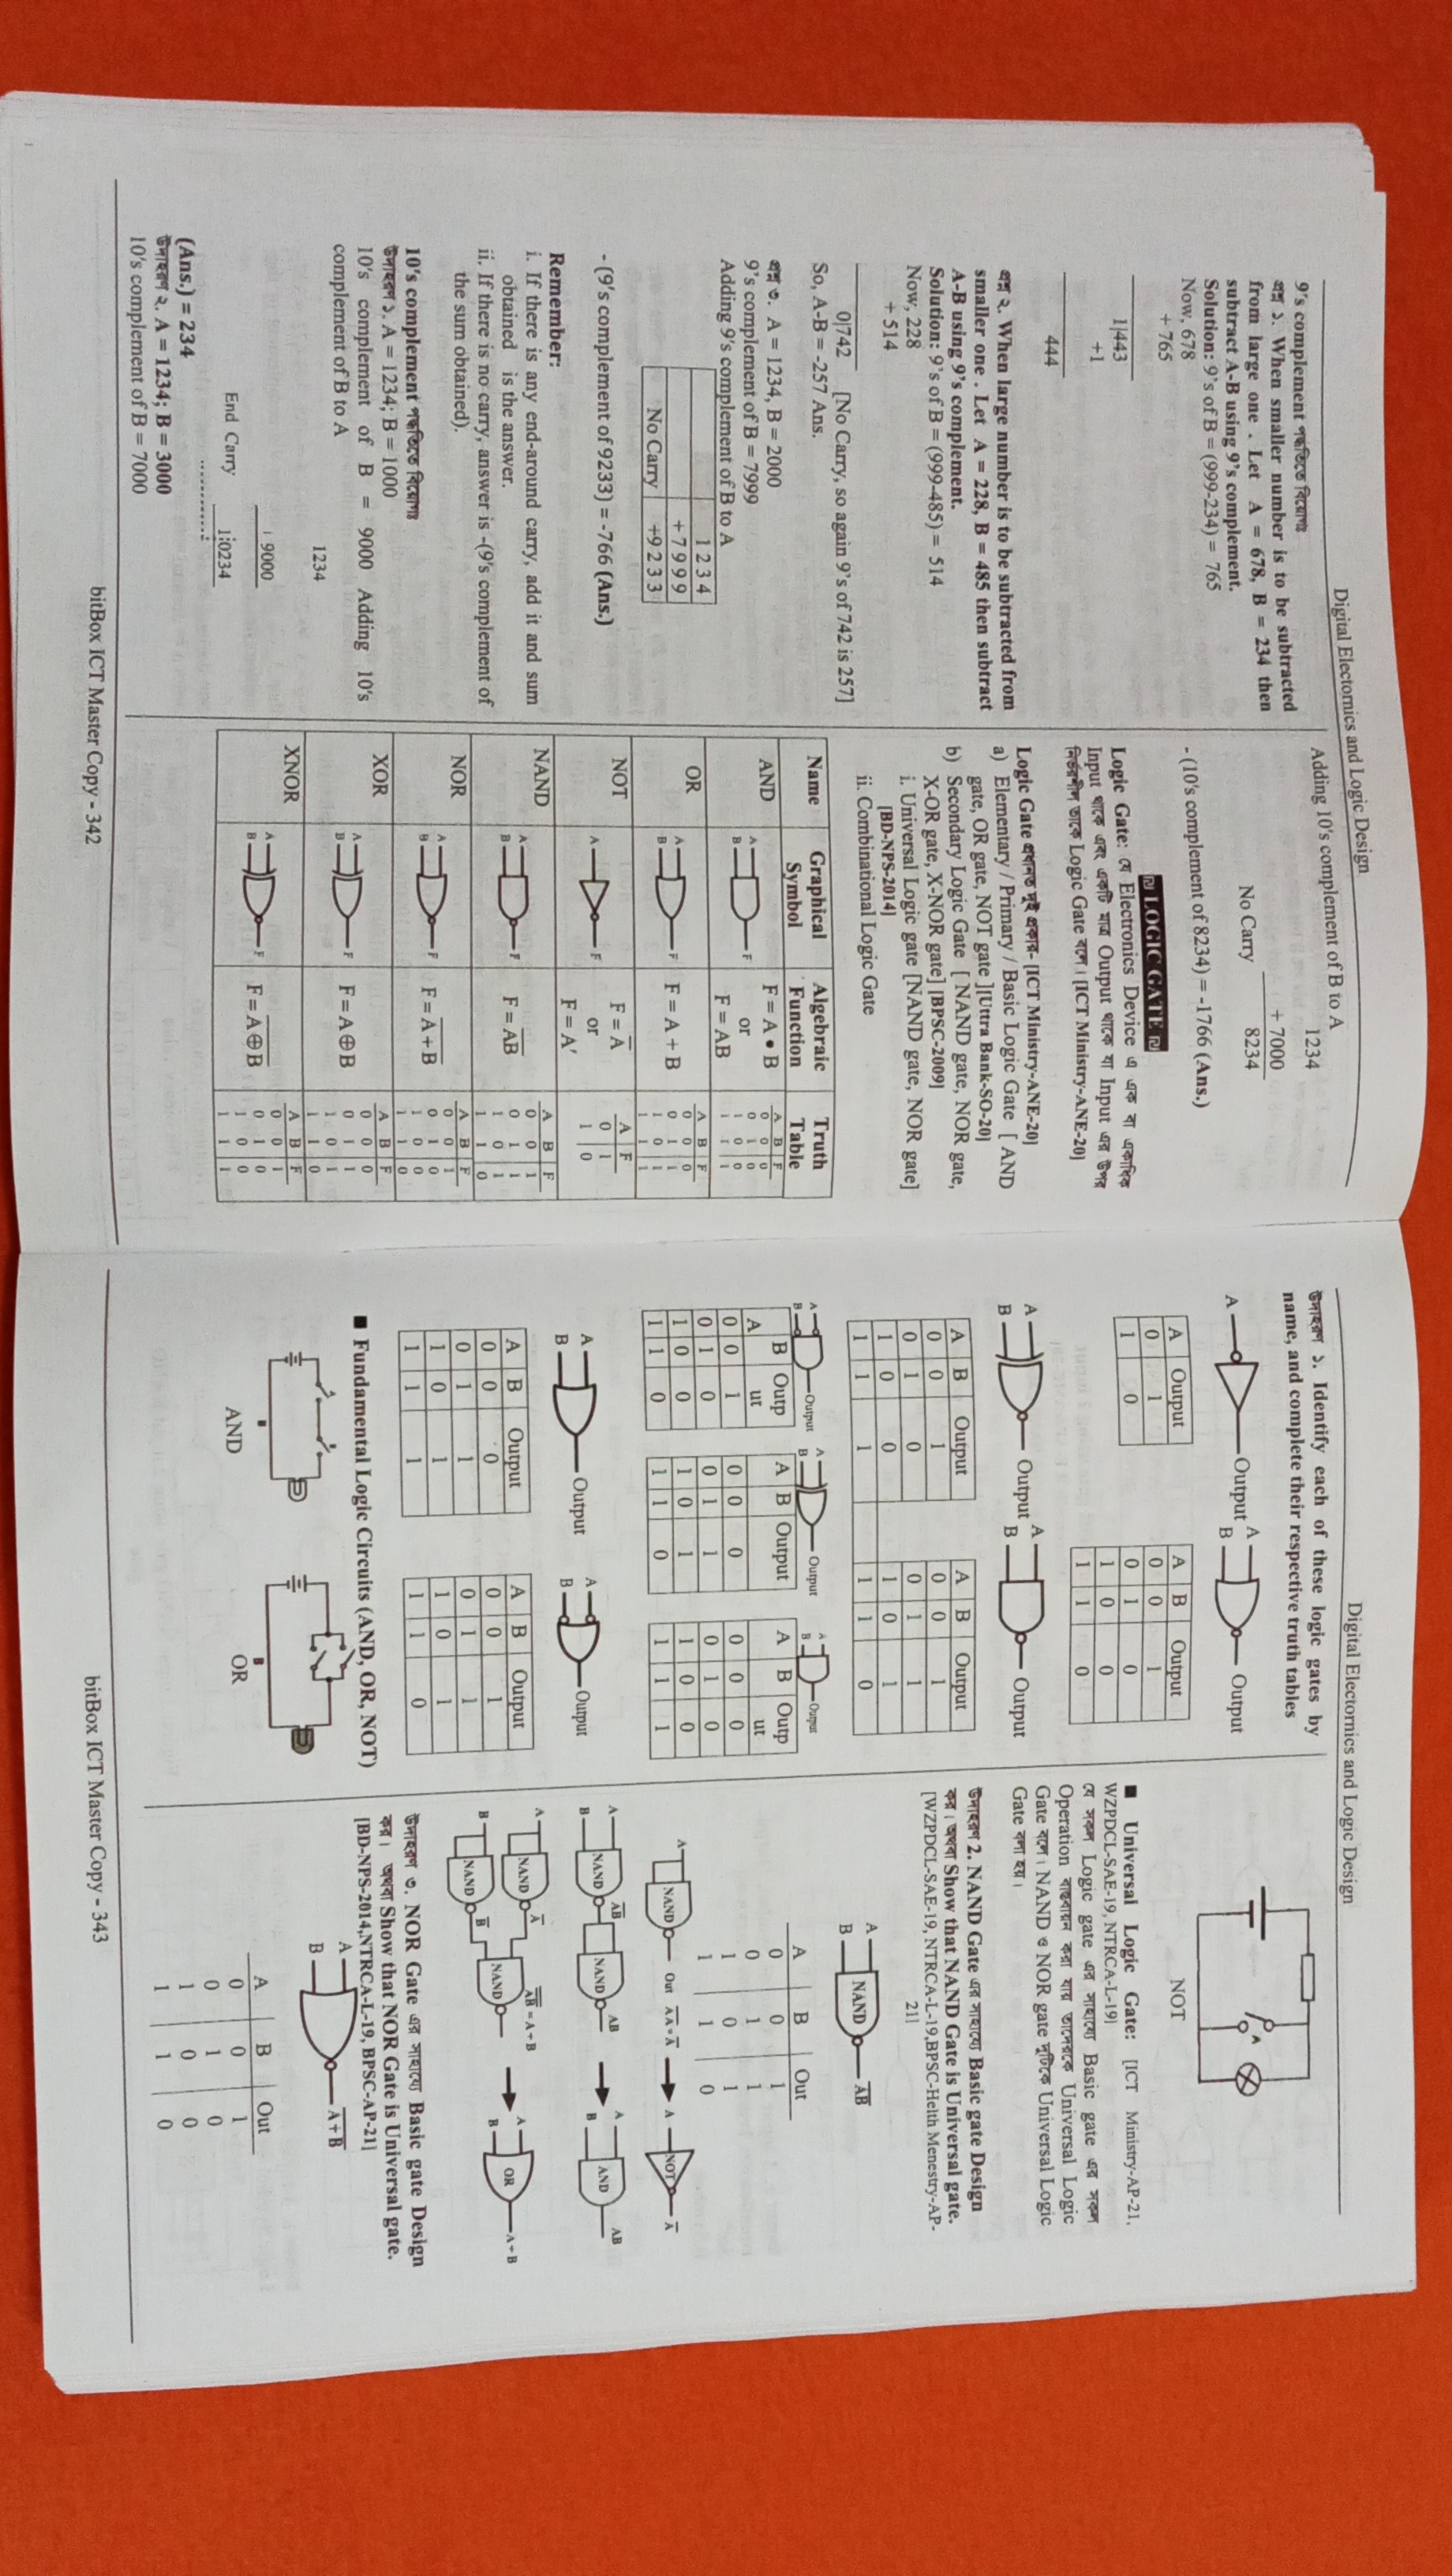 Digital Electornics and Logic Design
9's complement পদ্ধতিতে বিয়োগঃ
প্রশ্ন ১. When smaller number is to be subtracted
from large one . Let A = 678, B = 234 then
subtract A-B using 9's complement.
Solution: 9's of B = (999-234) = 765
Now, 678
+ 765
1|443
+1
444
প্রশ্ন ২. When large number is to be subtracted from
smaller one . Let A = 228, B = 485 then subtract
A-B using 9's complement.
Solution: 9's of B = (999-485) = 514
Now, 228
+ 514
0|742 [No Carry, so again 9's of 742 is 257]
So, A-B = -257 Ans.
প্রশ্ন ৩. A = 1234, B = 2000
9's complement of B = 7999
Adding 9's complement of B to A
1 2 3 4
+ 7 9 9 9
No Carry +9 2 3 3
- (9's complement of 9233) = -766 (Ans.)
Remember:
i. If there is any end-around carry, add it and sum
obtained is the answer.
ii. If there is no carry, answer is -(9's complement of
the sum obtained).
10's complement পদ্ধতিতে বিয়োগঃ
উদাহরণ ১. A = 1234; B = 1000
10's complement of B = 9000 Adding 10's
complement of B to A
1234
9000
End Carry 1 0234
(Ans.) = 234
উদাহরণ ২. A = 1234; B = 3000
10's complement of B = 7000
Adding 10's complement of B to A
1234
+ 7000
No Carry 8234
- (10's complement of 8234) = -1766 (Ans.)
LOGIC GATE
Logic Gate: যে Electronics Device এ এক বা একাধিক
Input থাকে এবং একটি মাত্র Output থাকে যা Input এর উপর
নির্ভরশীল তাকে Logic Gate বলে। [ICT Ministry-ANE-20]
Logic Gate প্রধানত দুই প্রকার- [ICT Ministry-ANE-20]
a) Elementary / Primary / Basic Logic Gate [ AND
gate, OR gate, NOT gate ][Uttra Bank-SO-20]
b) Secondary Logic Gate [ NAND gate, NOR gate,
X-OR gate, X-NOR gate] [BPSC-2009]
i. Universal Logic gate [NAND gate, NOR gate]
[BD-NPS-2014]
ii. Combinational Logic Gate
Name Graphical Symbol Algebraic Function Truth Table
AND A B F F = A • B or F = AB
A B F
0 0 0
0 1 0
1 0 0
1 1 1
OR A B F F = A + B
A B F
0 0 0
0 1 1
1 0 1
1 1 1
NOT A F F = A̅ or F = A′
A F
0 1
1 0
NAND A B F F = A̅B̅
A B F
0 0 1
0 1 1
1 0 1
1 1 0
NOR A B F F = A̅+̅B̅
A B F
0 0 1
0 1 0
1 0 0
1 1 0
XOR A B F F = A⊕B
A B F
0 0 0
0 1 1
1 0 1
1 1 0
XNOR A B F F = A̅⊕̅B̅
A B F
0 0 1
0 1 0
1 0 0
1 1 1
bitBox ICT Master Copy - 342
Digital Electornics and Logic Design
উদাহরণ ১. Identify each of these logic gates by
name, and complete their respective truth tables
A Output A B Output
A Output
0 1
1 0
A B Output
0 0 1
0 1 0
1 0 0
1 1 0
A B Output A B Output
A B Output
0 0 1
0 1 0
1 0 0
1 1 1
A B Output
0 0 1
0 1 1
1 0 1
1 1 0
A B Output A B Output A B Output
A B Outp
ut
0 0 1
0 1 0
1 0 0
1 1 0
A B Output
0 0 0
0 1 1
1 0 1
1 1 0
A B Outp
ut
0 0 0
0 1 0
1 0 0
1 1 1
A B Output A B Output
A B Output
0 0 0
0 1 1
1 0 1
1 1 1
A B Output
0 0 1
0 1 1
1 0 1
1 1 0
■ Fundamental Logic Circuits (AND, OR, NOT)
AND
B
OR
A
NOT
■ Universal Logic Gate: [ICT Ministry-AP-21,
WZPDCL-SAE-19, NTRCA-L-19]
যে সকল Logic gate এর সাহায্যে Basic gate এর সকল
Operation বাস্তবায়ন করা যায় তাদেরকে Universal Logic
Gate বলে। NAND ও NOR gate দুটিকে Universal Logic
Gate বলা হয়।
উদাহরণ 2. NAND Gate এর সাহায্যে Basic gate Design
কর। অথবা Show that NAND Gate is Universal gate.
[WZPDCL-SAE-19, NTRCA-L-19,BPSC-Helth Menestry-AP-
21]
A B NAND A̅B̅
A B Out
0 0 1
0 1 1
1 0 1
1 1 0
A NAND Out A̅A̅=A̅ A NOT A̅
A B NAND A̅B̅ NAND AB A B AND AB
A NAND A̅ B NAND B̅ NAND A̅B̅=A+B A B OR A+B
উদাহরণ ৩. NOR Gate এর সাহায্যে Basic gate Design
কর। অথবা Show that NOR Gate is Universal gate.
[BD-NPS-2014,NTRCA-L-19, BPSC-AP-21]
A B A̅+̅B̅
A B Out
0 0 1
0 1 0
1 0 0
1 1 0
bitBox ICT Master Copy - 343